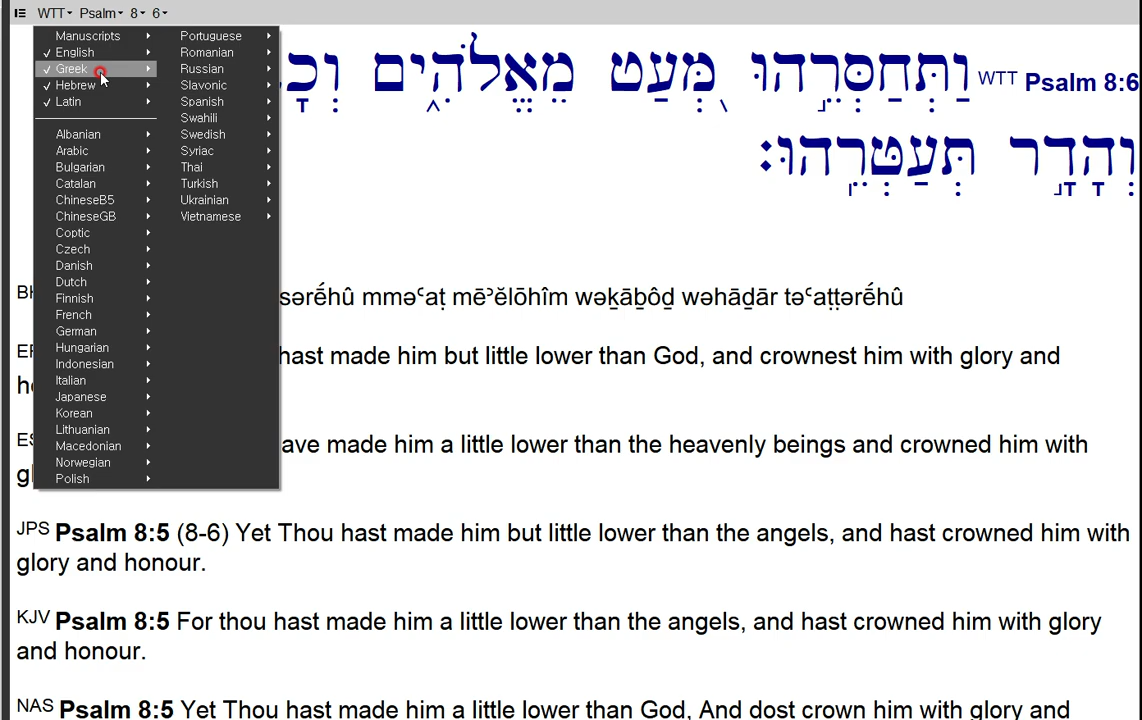 WTT Psalm 8 6
Manuscripts
English
Greek
Hebrew
Latin
Albanian
Arabic
Bulgarian
Catalan
ChineseB5
ChineseGB
Coptic
Czech
Danish
Dutch
Finnish
French
German
Hungarian
Indonesian
Italian
Japanese
Korean
Lithuanian
Macedonian
Norwegian
Polish
Portuguese
Romanian
Russian
Slavonic
Spanish
Swahili
Swedish
Syriac
Thai
Turkish
Ukrainian
Vietnamese
WTT Psalm 8:6 וַתְּחַסְּרֵ֣הוּ מְּ֭עַט מֵאֱלֹהִ֑ים
וְהָדָ֣ר תְּעַטְּרֵֽהוּ׃
sərḗhû mməʿaṭ mēʾĕlōhîm wəḵāḇôḏ wəhāḏār təʿaṭṭərḗhû
hast made him but little lower than God, and crownest him with glory and
ave made him a little lower than the heavenly beings and crowned him with
JPS Psalm 8:5 (8-6) Yet Thou hast made him but little lower than the angels, and hast crowned him with
glory and honour.
KJV Psalm 8:5 For thou hast made him a little lower than the angels, and hast crowned him with glory
and honour.
NAS Psalm 8:5 Yet Thou hast made him a little lower than God, And dost crown him with glory and